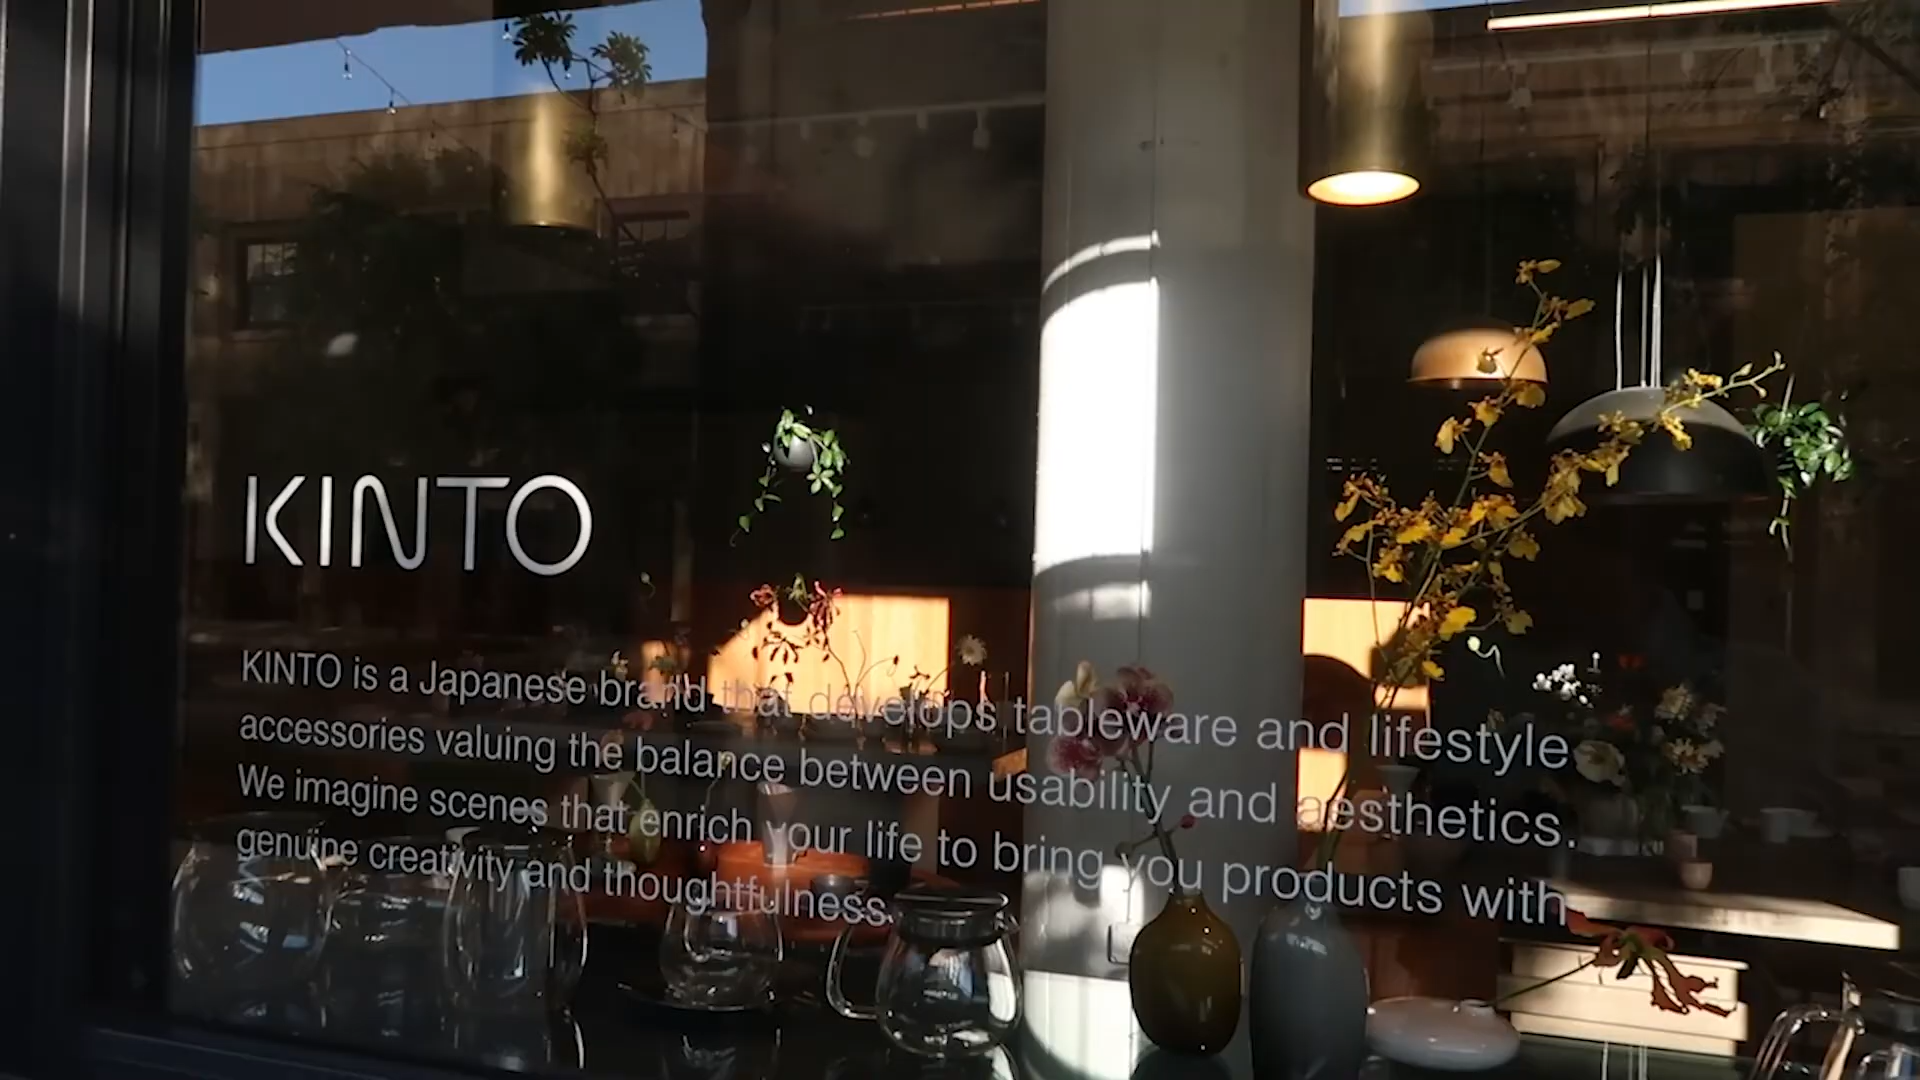 KINTO
KINTO is a Japanese brand that develops tableware and lifestyle
accessories valuing the balance between usability and aesthetics.
We imagine scenes that enrich your life to bring you products with
genuine creativity and thoughtfulness.